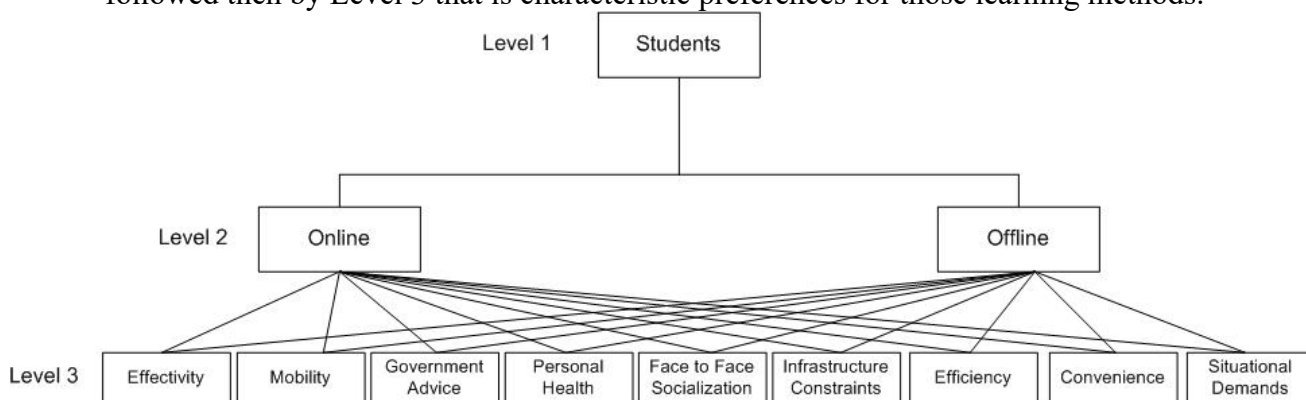 followed then by Level 3 that is characteristic preferences for those learning methods.
Level 1
Students
Level 2
Online
Offline
Level 3
Effectivity
Mobility
Government
Advice
Personal
Health
Face to Face
Socialization
Infrastructure
Constraints
Efficiency
Convenience
Situational
Demands